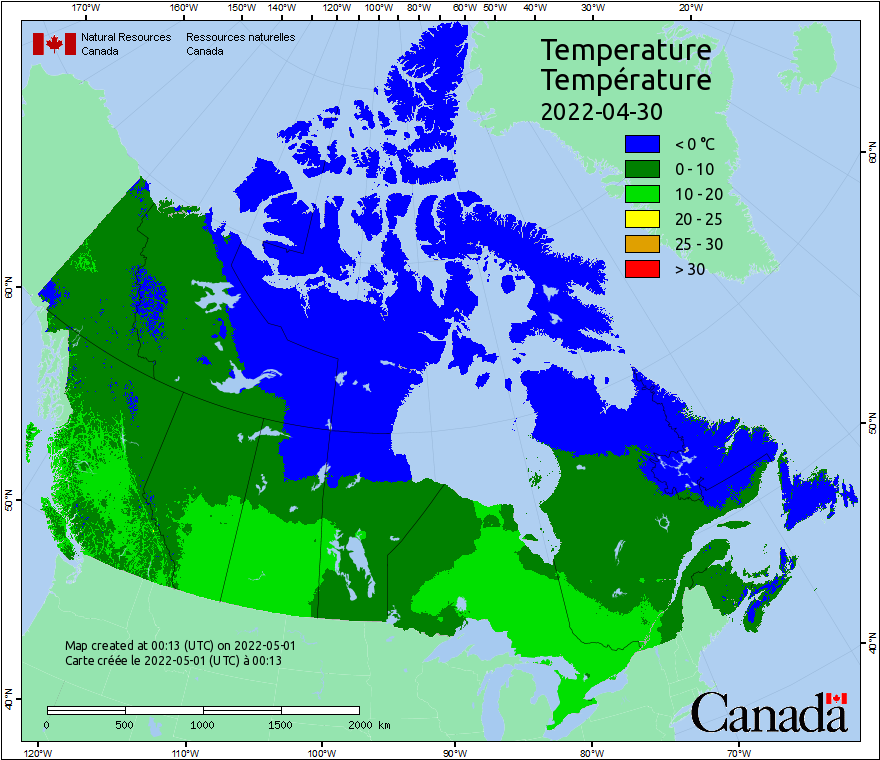 170°W 160°W 150°W 140°W 130°W 120°W 110°W 100°W 90°W 80°W 70°W 60°W 50°W 40°W 30°W 20°W
Natural Resources Canada
Ressources naturelles Canada
Temperature
Température
2022-04-30
< 0 °C
0 - 10
10 - 20
20 - 25
25 - 30
> 30
60°N
60°N
50°N
50°N
40°N
40°N
Map created at 00:13 (UTC) on 2022-05-01
Carte créée le 2022-05-01 (UTC) à 00:13
0 500 1000 1500 2000 km
Canada
120°W 110°W 100°W 90°W 80°W 70°W